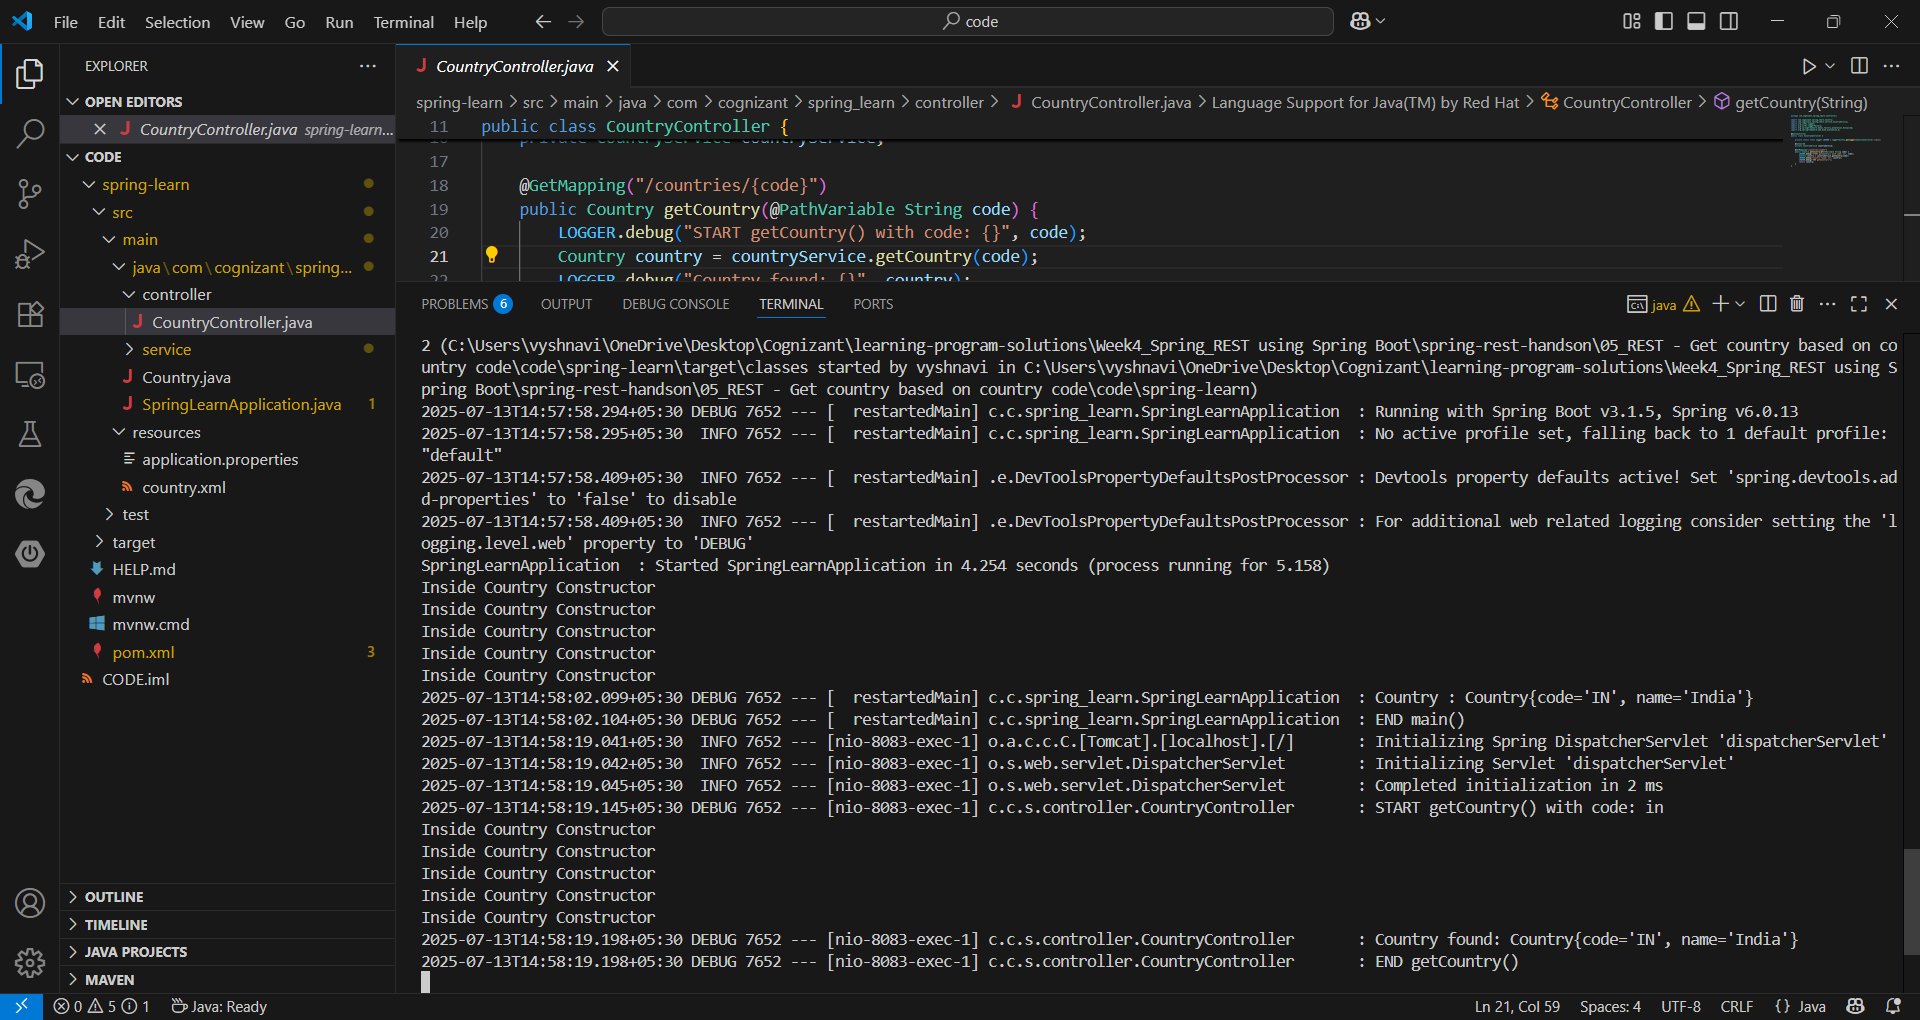 File Edit Selection View Go Run Terminal Help
code
EXPLORER
OPEN EDITORS
CountryController.java spring-learn...
CODE
spring-learn
src
main
java\com\cognizant\spring...
controller
CountryController.java
service
Country.java
SpringLearnApplication.java 1
resources
application.properties
country.xml
test
target
HELP.md
mvnw
mvnw.cmd
pom.xml 3
CODE.iml
OUTLINE
TIMELINE
JAVA PROJECTS
MAVEN
CountryController.java
spring-learn > src > main > java > com > cognizant > spring_learn > controller > CountryController.java > Language Support for Java(TM) by Red Hat > CountryController > getCountry(String)
11 public class CountryController {
17
18 @GetMapping("/countries/{code}")
19 public Country getCountry(@PathVariable String code) {
20 LOGGER.debug("START getCountry() with code: {}", code);
21 Country country = countryService.getCountry(code);
22 LOGGER.debug("Country found: {}", country);
PROBLEMS 6 OUTPUT DEBUG CONSOLE TERMINAL PORTS
java
2 (C:\Users\vyshnavi\OneDrive\Desktop\Cognizant\learning-program-solutions\Week4_Spring_REST using Spring Boot\spring-rest-handson\05_REST - Get country based on co
untry code\code\spring-learn\target\classes started by vyshnavi in C:\Users\vyshnavi\OneDrive\Desktop\Cognizant\learning-program-solutions\Week4_Spring_REST using S
pring Boot\spring-rest-handson\05_REST - Get country based on country code\code\spring-learn)
2025-07-13T14:57:58.294+05:30 DEBUG 7652 --- [  restartedMain] c.c.spring_learn.SpringLearnApplication  : Running with Spring Boot v3.1.5, Spring v6.0.13
2025-07-13T14:57:58.295+05:30  INFO 7652 --- [  restartedMain] c.c.spring_learn.SpringLearnApplication  : No active profile set, falling back to 1 default profile:
"default"
2025-07-13T14:57:58.409+05:30  INFO 7652 --- [  restartedMain] .e.DevToolsPropertyDefaultsPostProcessor : Devtools property defaults active! Set 'spring.devtools.ad
d-properties' to 'false' to disable
2025-07-13T14:57:58.409+05:30  INFO 7652 --- [  restartedMain] .e.DevToolsPropertyDefaultsPostProcessor : For additional web related logging consider setting the 'l
ogging.level.web' property to 'DEBUG'
SpringLearnApplication  : Started SpringLearnApplication in 4.254 seconds (process running for 5.158)
Inside Country Constructor
Inside Country Constructor
Inside Country Constructor
Inside Country Constructor
Inside Country Constructor
2025-07-13T14:58:02.099+05:30 DEBUG 7652 --- [  restartedMain] c.c.spring_learn.SpringLearnApplication  : Country : Country{code='IN', name='India'}
2025-07-13T14:58:02.104+05:30 DEBUG 7652 --- [  restartedMain] c.c.spring_learn.SpringLearnApplication  : END main()
2025-07-13T14:58:19.041+05:30  INFO 7652 --- [nio-8083-exec-1] o.a.c.c.C.[Tomcat].[localhost].[/]       : Initializing Spring DispatcherServlet 'dispatcherServlet'
2025-07-13T14:58:19.042+05:30  INFO 7652 --- [nio-8083-exec-1] o.s.web.servlet.DispatcherServlet        : Initializing Servlet 'dispatcherServlet'
2025-07-13T14:58:19.045+05:30  INFO 7652 --- [nio-8083-exec-1] o.s.web.servlet.DispatcherServlet        : Completed initialization in 2 ms
2025-07-13T14:58:19.145+05:30 DEBUG 7652 --- [nio-8083-exec-1] c.c.s.controller.CountryController       : START getCountry() with code: in
Inside Country Constructor
Inside Country Constructor
Inside Country Constructor
Inside Country Constructor
Inside Country Constructor
2025-07-13T14:58:19.198+05:30 DEBUG 7652 --- [nio-8083-exec-1] c.c.s.controller.CountryController       : Country found: Country{code='IN', name='India'}
2025-07-13T14:58:19.198+05:30 DEBUG 7652 --- [nio-8083-exec-1] c.c.s.controller.CountryController       : END getCountry()
0 5 1 Java: Ready
Ln 21, Col 59 Spaces: 4 UTF-8 CRLF {} Java